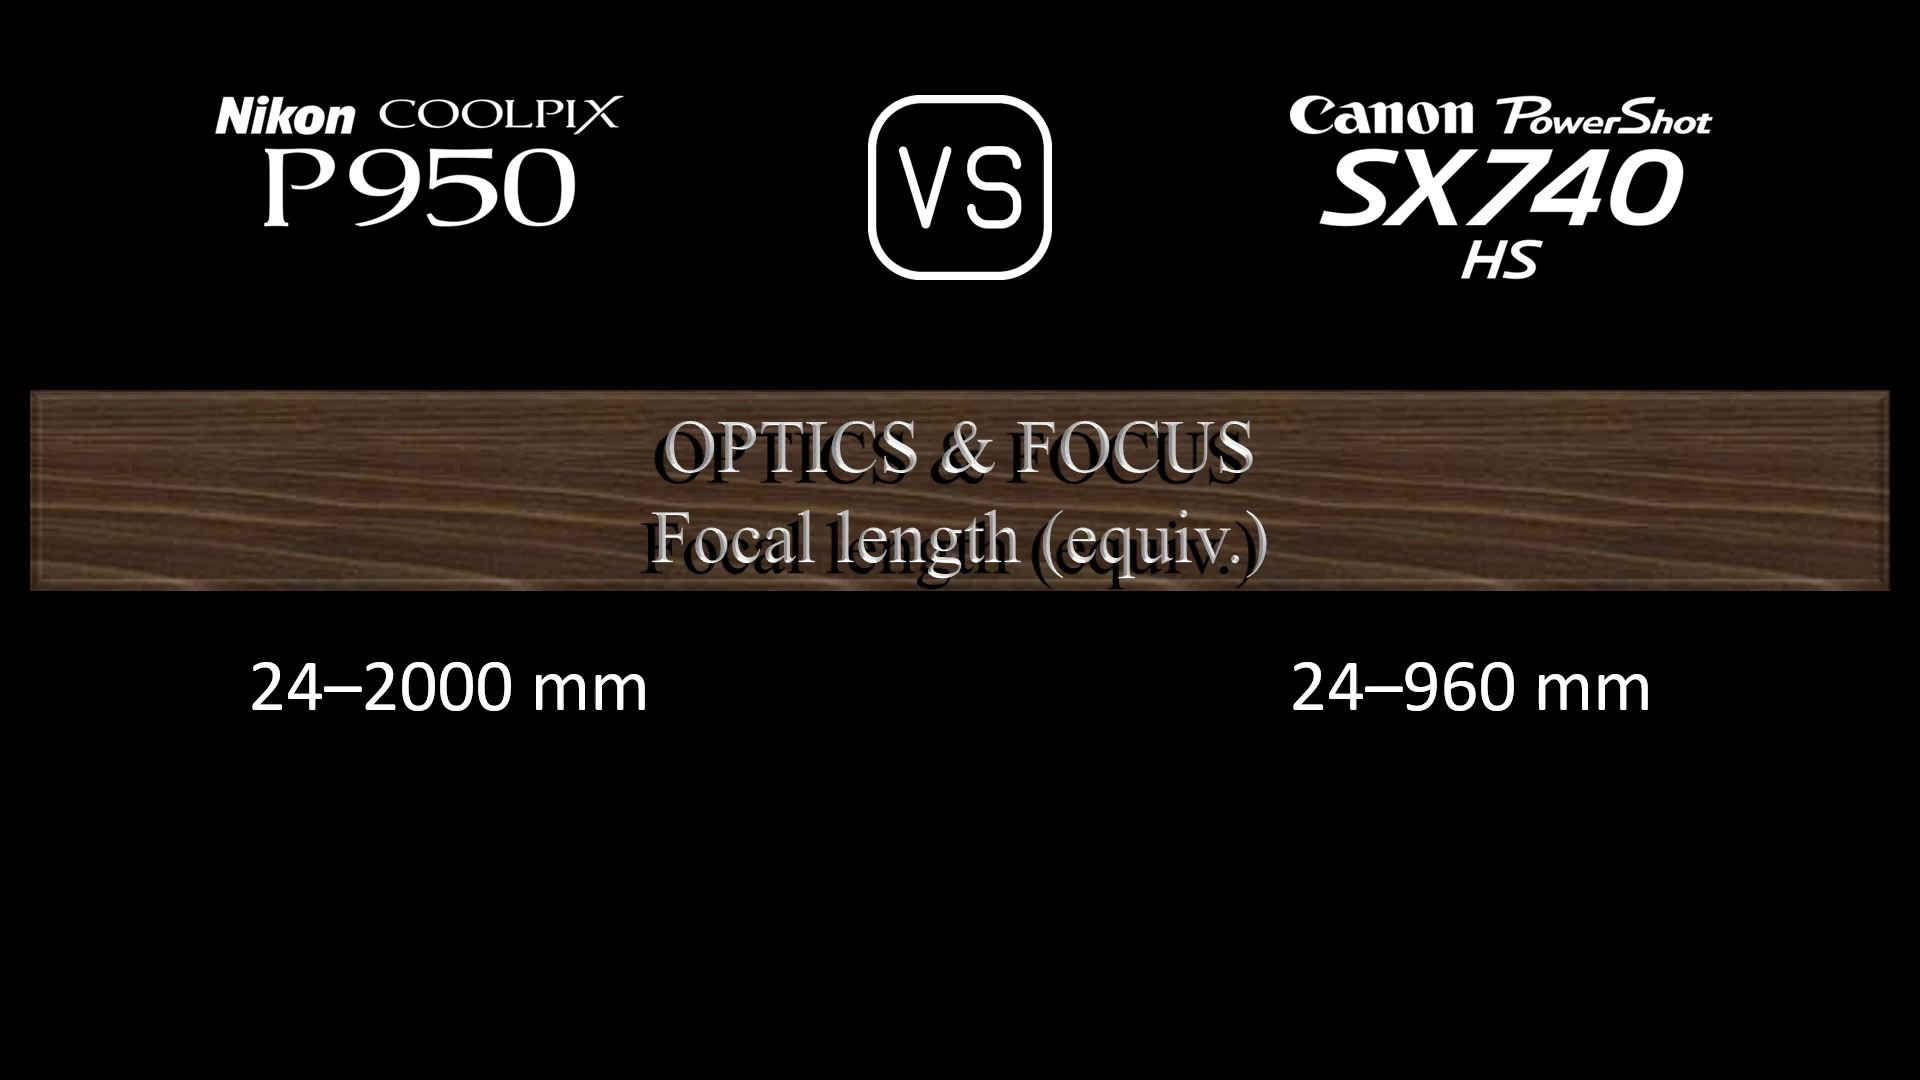 Nikon COOLPIX
P950
VS
Canon PowerShot
SX740
HS
OPTICS & FOCUS
Focal length (equiv.)
24–2000 mm
24–960 mm